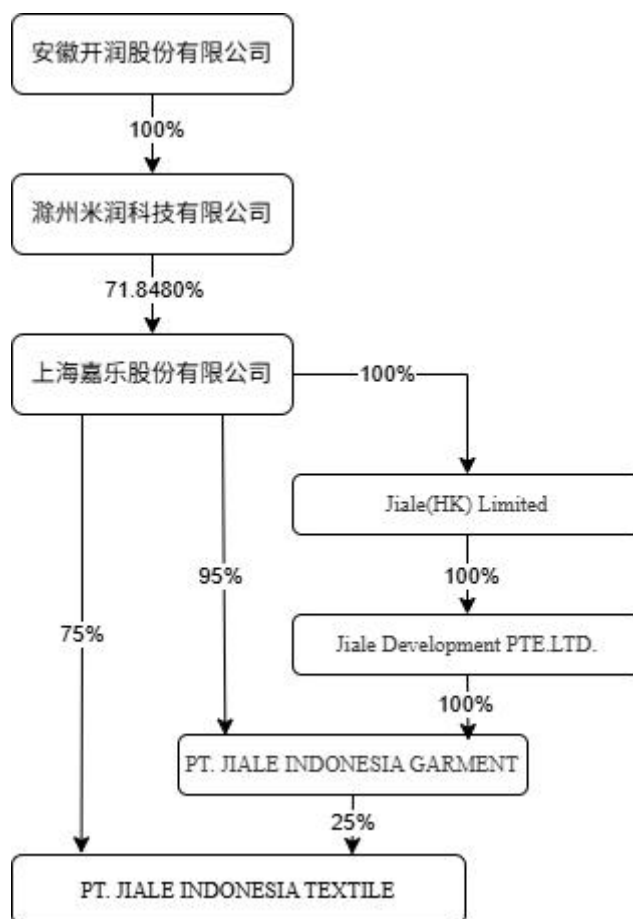 安徽开润股份有限公司
100%
滁州米润科技有限公司
71.8480%
上海嘉乐股份有限公司
100%
Jiale(HK) Limited
100%
95%
75%
Jiale Development PTE.LTD.
100%
PT. JIALE INDONESIA GARMENT
25%
PT. JIALE INDONESIA TEXTILE